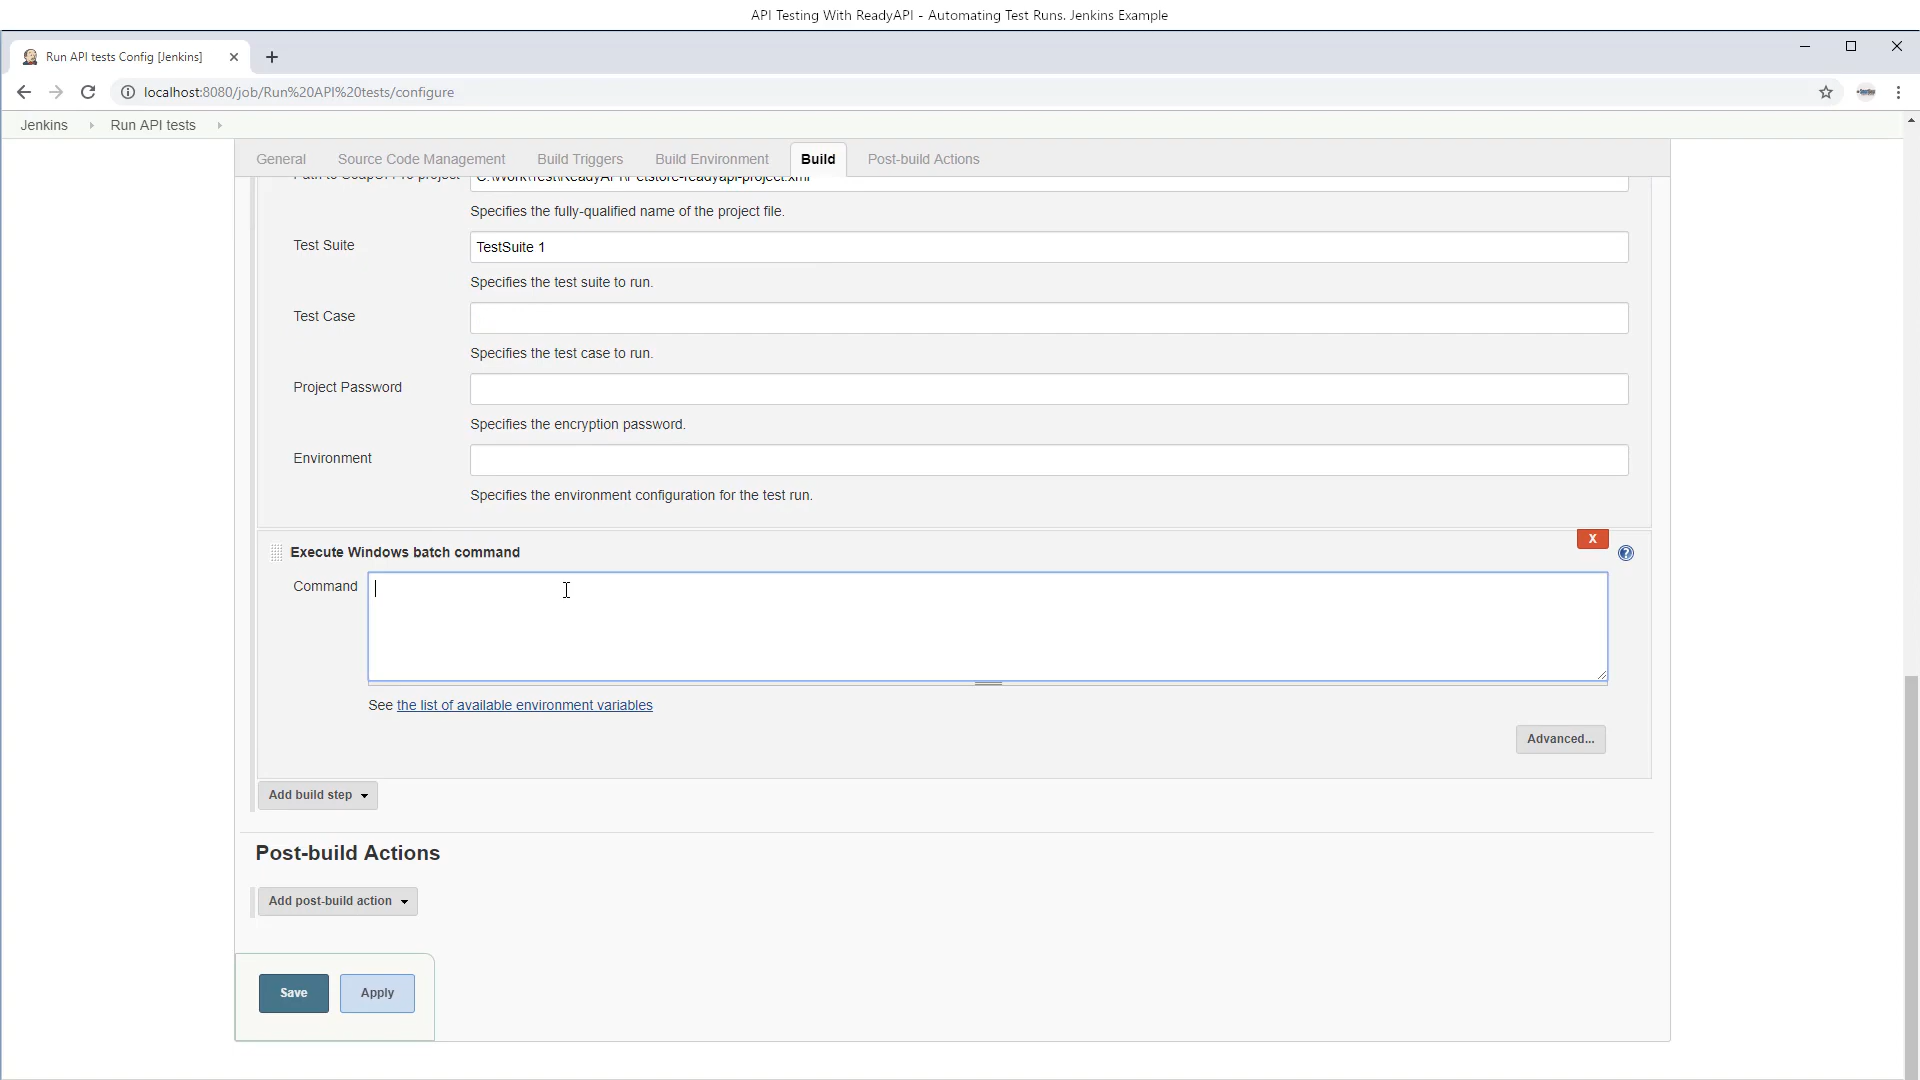 API Testing With ReadyAPI - Automating Test Runs. Jenkins Example
Run API tests Config [Jenkins]
localhost:8080/job/Run%20API%20tests/configure
Jenkins Run API tests
General Source Code Management Build Triggers Build Environment Build Post-build Actions
Specifies the fully-qualified name of the project file.
Test Suite TestSuite 1
Specifies the test suite to run.
Test Case
Specifies the test case to run.
Project Password
Specifies the encryption password.
Environment
Specifies the environment configuration for the test run.
X
Execute Windows batch command ?
Command
See the list of available environment variables
Advanced...
Add build step
Post-build Actions
Add post-build action
Save Apply